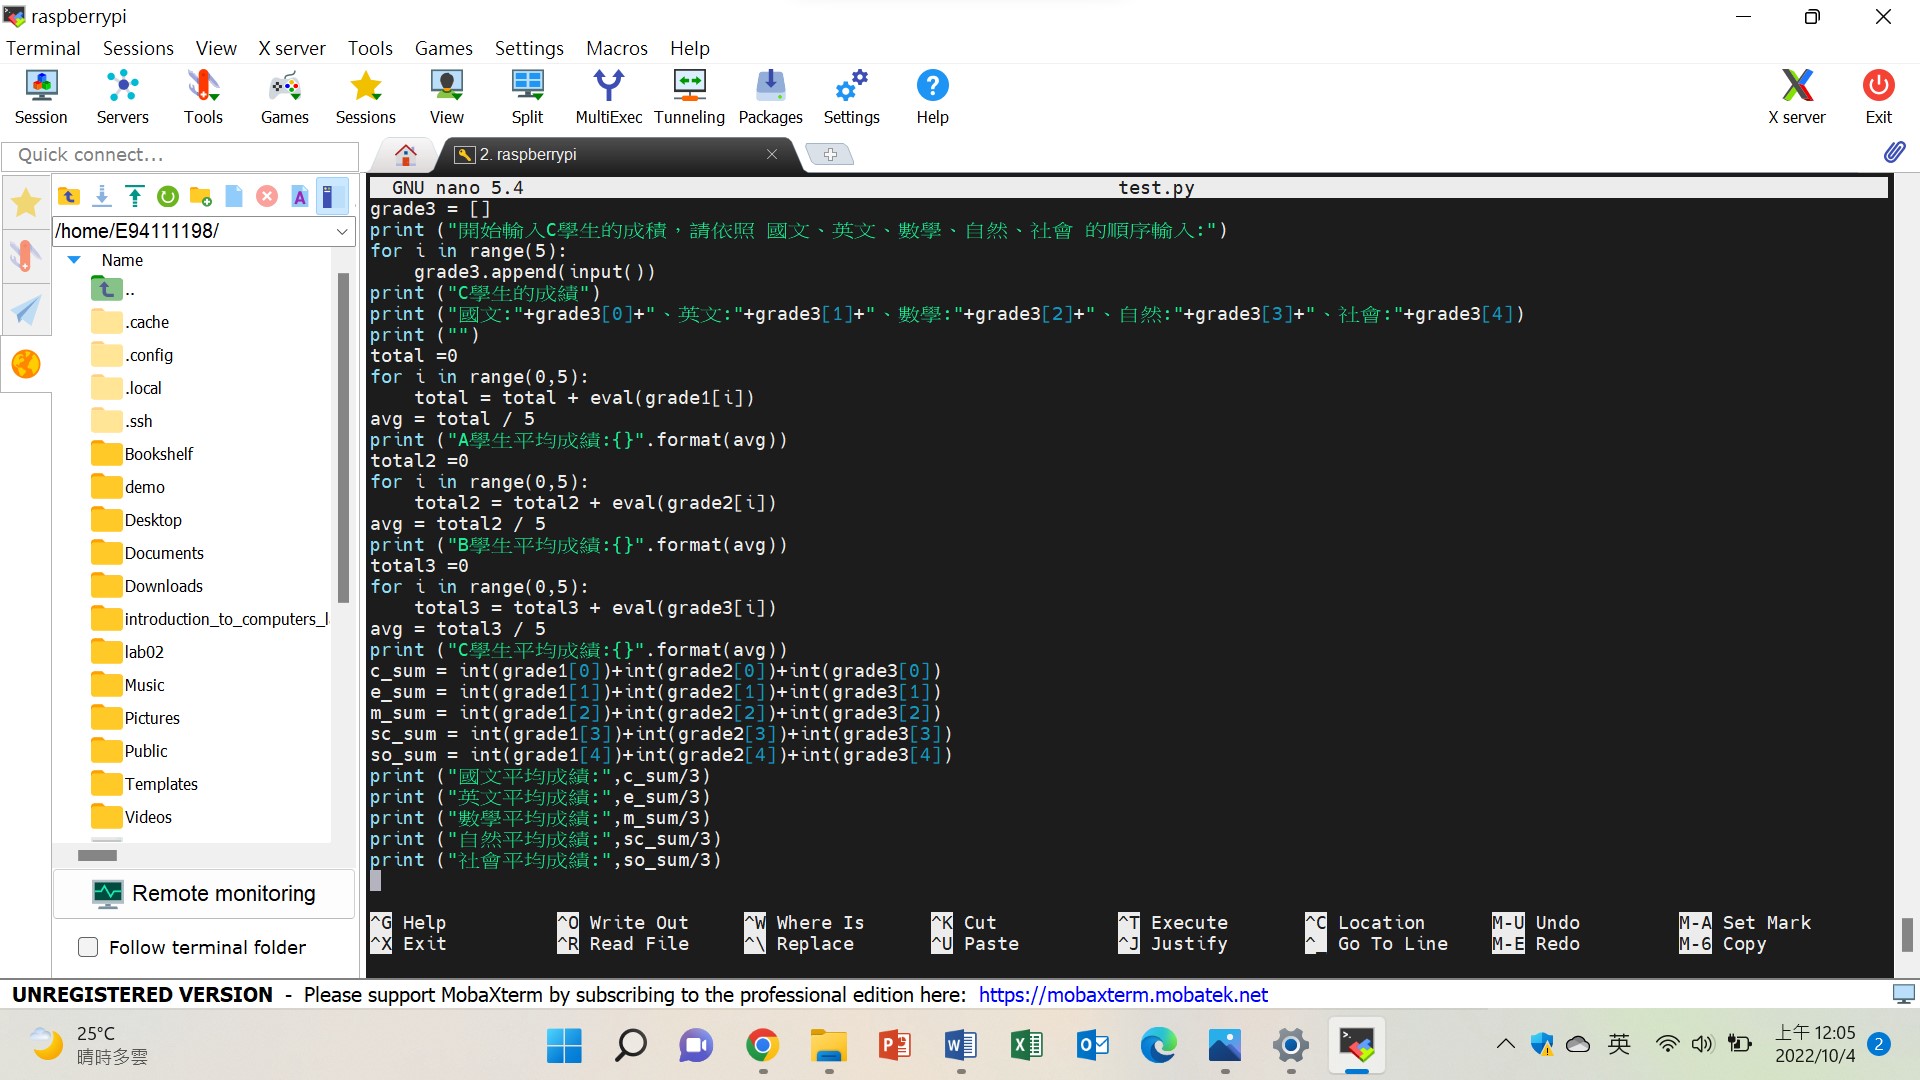 raspberrypi
Terminal Sessions View X server Tools Games Settings Macros Help
Session Servers Tools Games Sessions View Split MultiExec Tunneling Packages Settings Help X server Exit
Quick connect...
2. raspberrypi
/home/E94111198/
Name
..
.cache
.config
.local
.ssh
Bookshelf
demo
Desktop
Documents
Downloads
introduction_to_computers_l
lab02
Music
Pictures
Public
Templates
Videos
Remote monitoring
Follow terminal folder
GNU nano 5.4 test.py
grade3 = []
print ("開始輸入C學生的成積，請依照 國文、英文、數學、自然、社會 的順序輸入:")
for i in range(5):
    grade3.append(input())
print ("C學生的成績")
print ("國文:"+grade3[0]+"、英文:"+grade3[1]+"、數學:"+grade3[2]+"、自然:"+grade3[3]+"、社會:"+grade3[4])
print ("")
total =0
for i in range(0,5):
    total = total + eval(grade1[i])
avg = total / 5
print ("A學生平均成績:{}".format(avg))
total2 =0
for i in range(0,5):
    total2 = total2 + eval(grade2[i])
avg = total2 / 5
print ("B學生平均成績:{}".format(avg))
total3 =0
for i in range(0,5):
    total3 = total3 + eval(grade3[i])
avg = total3 / 5
print ("C學生平均成績:{}".format(avg))
c_sum = int(grade1[0])+int(grade2[0])+int(grade3[0])
e_sum = int(grade1[1])+int(grade2[1])+int(grade3[1])
m_sum = int(grade1[2])+int(grade2[2])+int(grade3[2])
sc_sum = int(grade1[3])+int(grade2[3])+int(grade3[3])
so_sum = int(grade1[4])+int(grade2[4])+int(grade3[4])
print ("國文平均成績:",c_sum/3)
print ("英文平均成績:",e_sum/3)
print ("數學平均成績:",m_sum/3)
print ("自然平均成績:",sc_sum/3)
print ("社會平均成績:",so_sum/3)
^G Help ^O Write Out ^W Where Is ^K Cut ^T Execute ^C Location M-U Undo M-A Set Mark
^X Exit ^R Read File ^\ Replace ^U Paste ^J Justify ^_ Go To Line M-E Redo M-6 Copy
UNREGISTERED VERSION - Please support MobaXterm by subscribing to the professional edition here: https://mobaxterm.mobatek.net
25°C
晴時多雲
英
上午 12:05
2022/10/4
2